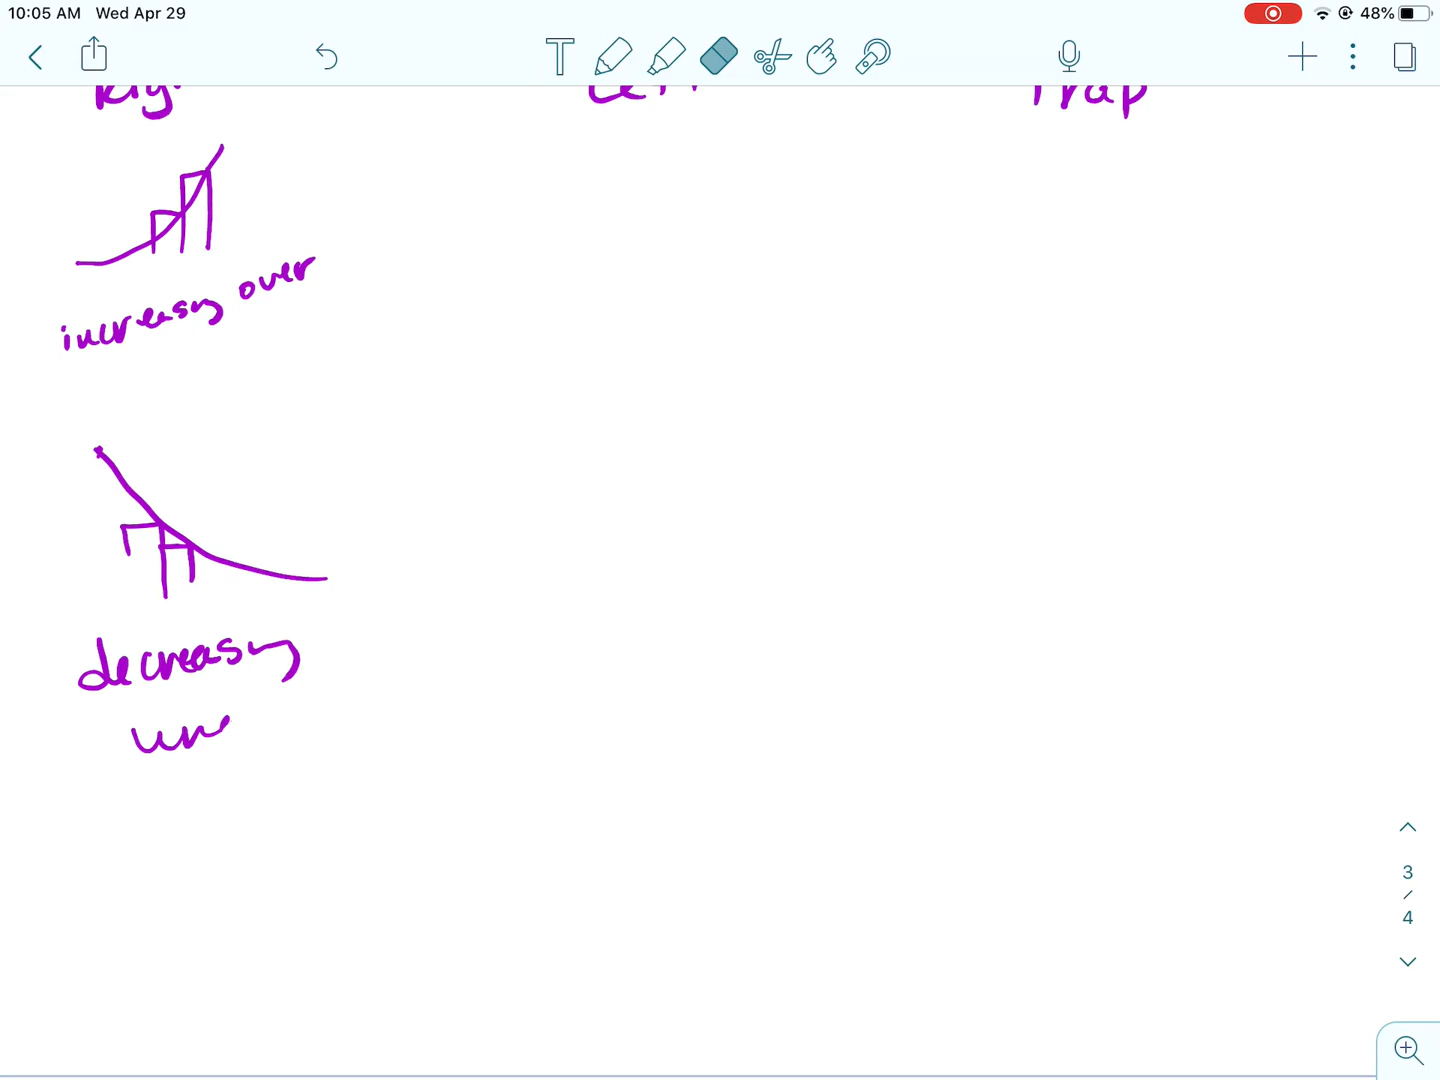 10:05 AM Wed Apr 29
48%
T
Trap
increasing over
decreasing
3
/
4